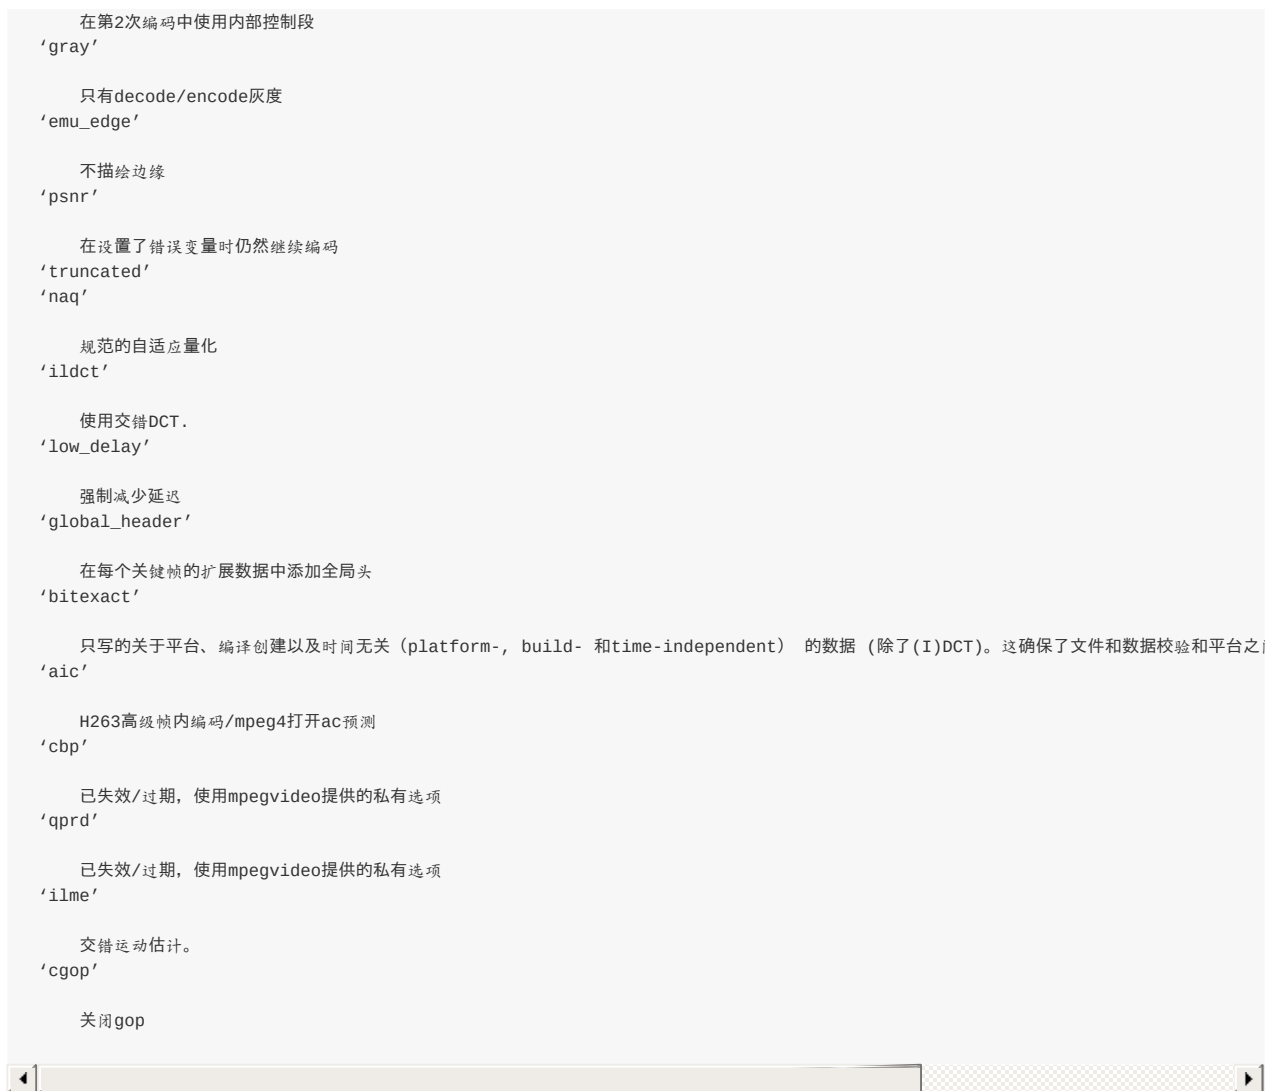 在第2次编码中使用内部控制段
‘gray’
只有decode/encode灰度
‘emu_edge’
不描绘边缘
‘psnr’
在设置了错误变量时仍然继续编码
‘truncated’
‘naq’
规范的自适应量化
‘ildct’
使用交错DCT.
‘low_delay’
强制减少延迟
‘global_header’
在每个关键帧的扩展数据中添加全局头
‘bitexact’
只写的关于平台、编译创建以及时间无关（platform-, build- 和time-independent） 的数据 (除了(I)DCT)。这确保了文件和数据校验和平台之
‘aic’
H263高级帧内编码/mpeg4打开ac预测
‘cbp’
已失效/过期，使用mpegvideo提供的私有选项
‘qprd’
已失效/过期，使用mpegvideo提供的私有选项
‘ilme’
交错运动估计。
‘cgop’
关闭gop